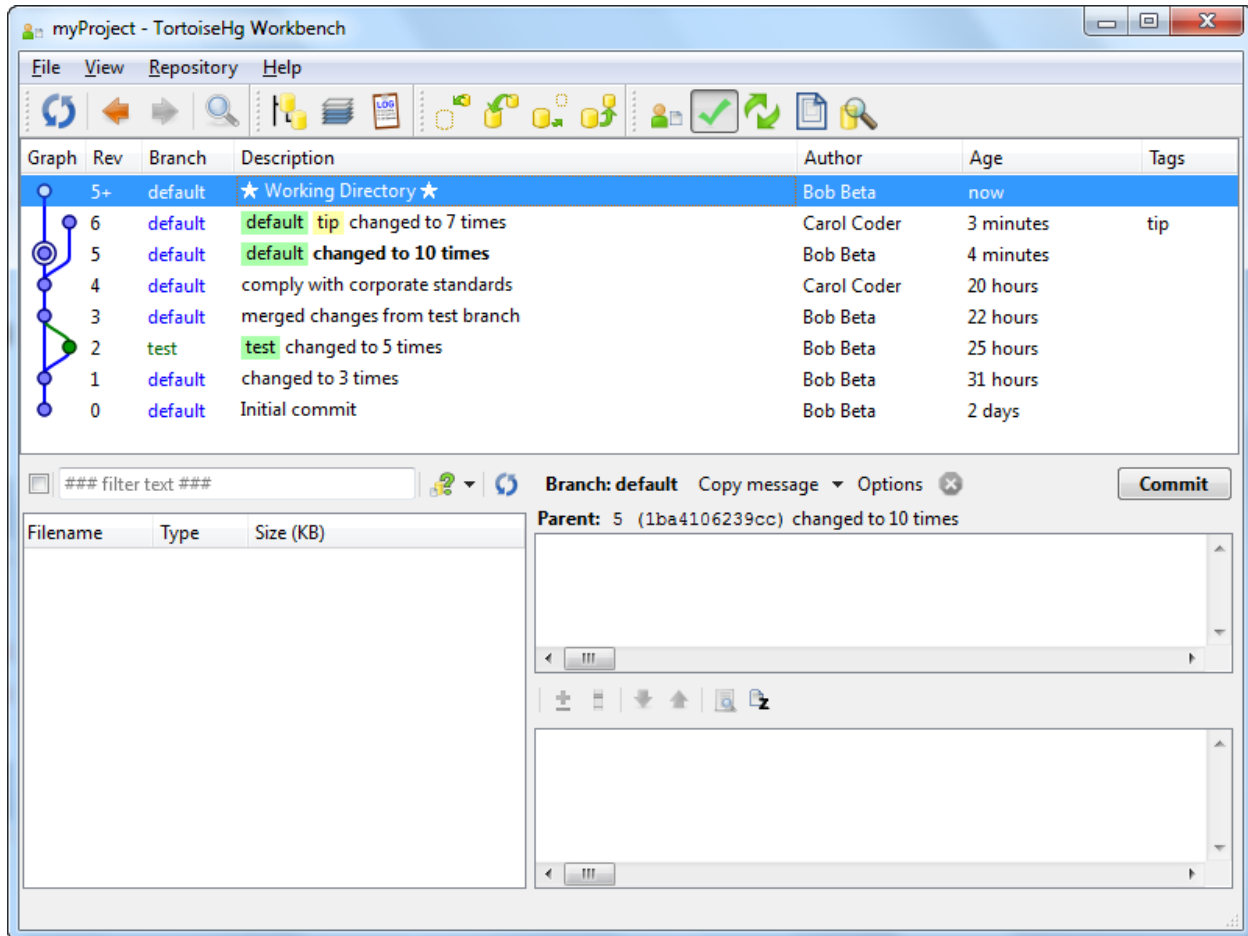 myProject - TortoiseHg Workbench
File View Repository Help
LOG
Graph Rev Branch Description Author Age Tags
5+ default ★ Working Directory ★ Bob Beta now
6 default default tip changed to 7 times Carol Coder 3 minutes tip
5 default default changed to 10 times Bob Beta 4 minutes
4 default comply with corporate standards Carol Coder 20 hours
3 default merged changes from test branch Bob Beta 22 hours
2 test test changed to 5 times Bob Beta 25 hours
1 default changed to 3 times Bob Beta 31 hours
0 default Initial commit Bob Beta 2 days
### filter text ### Branch: default Copy message Options Commit
Parent: 5 (1ba4106239cc) changed to 10 times
Filename Type Size (KB)
z